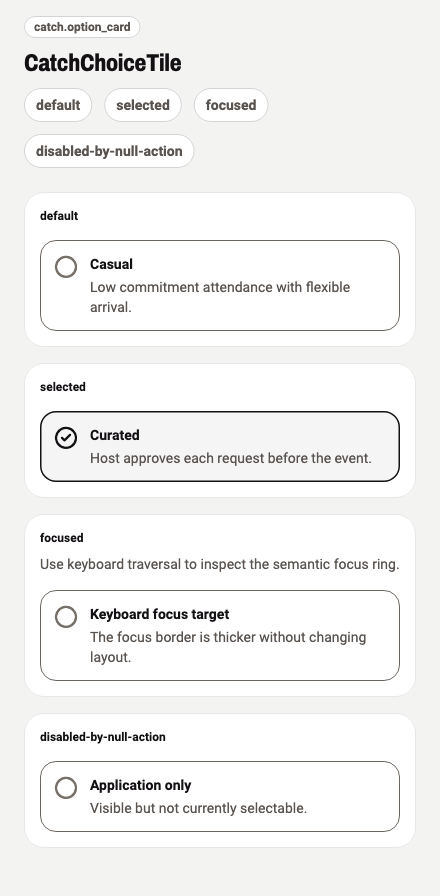 catch.option_card
CatchChoiceTile
default
selected
focused
disabled-by-null-action
default
Casual
Low commitment attendance with flexible
arrival.
selected
Curated
Host approves each request before the event.
focused
Use keyboard traversal to inspect the semantic focus ring.
Keyboard focus target
The focus border is thicker without changing
layout.
disabled-by-null-action
Application only
Visible but not currently selectable.